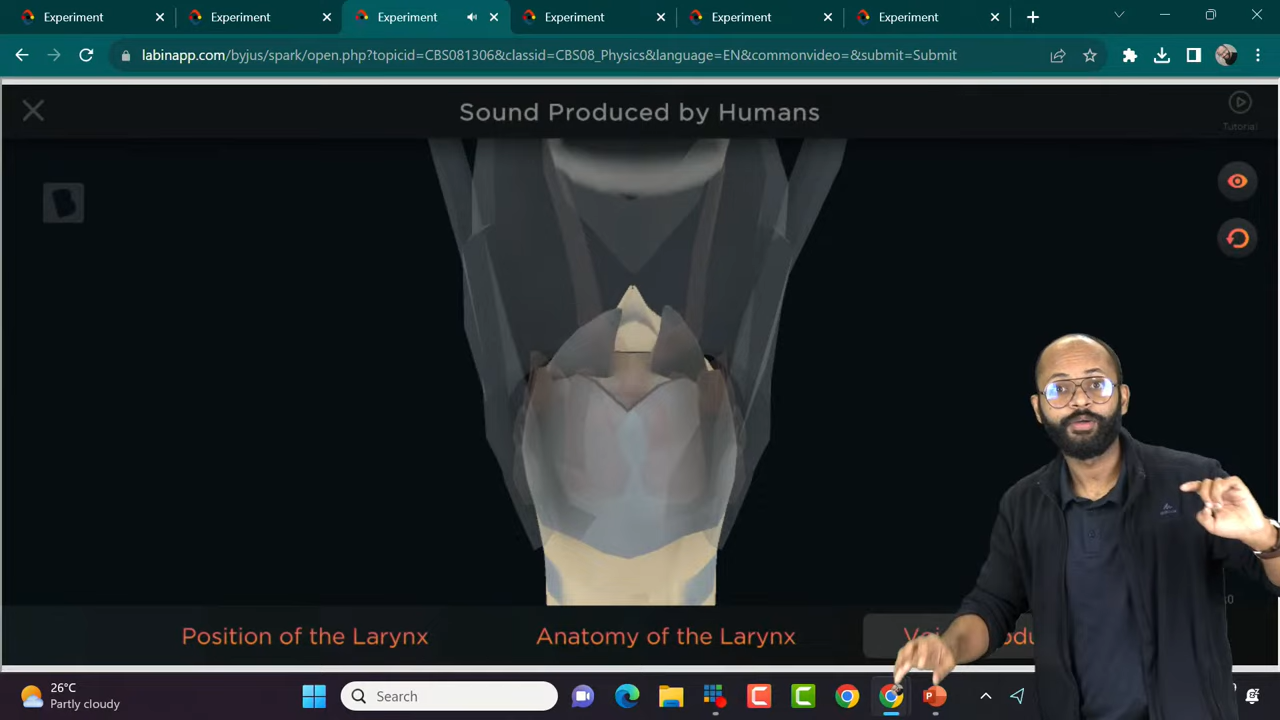 Experiment
Experiment
Experiment
Experiment
Experiment
Experiment
labinapp.com/byjus/spark/open.php?topicid=CBS081306&classid=CBS08_Physics&language=EN&commonvideo=&submit=Submit
Sound Produced by Humans
Tutorial
Position of the Larynx
Anatomy of the Larynx
26°C
Partly cloudy
Search